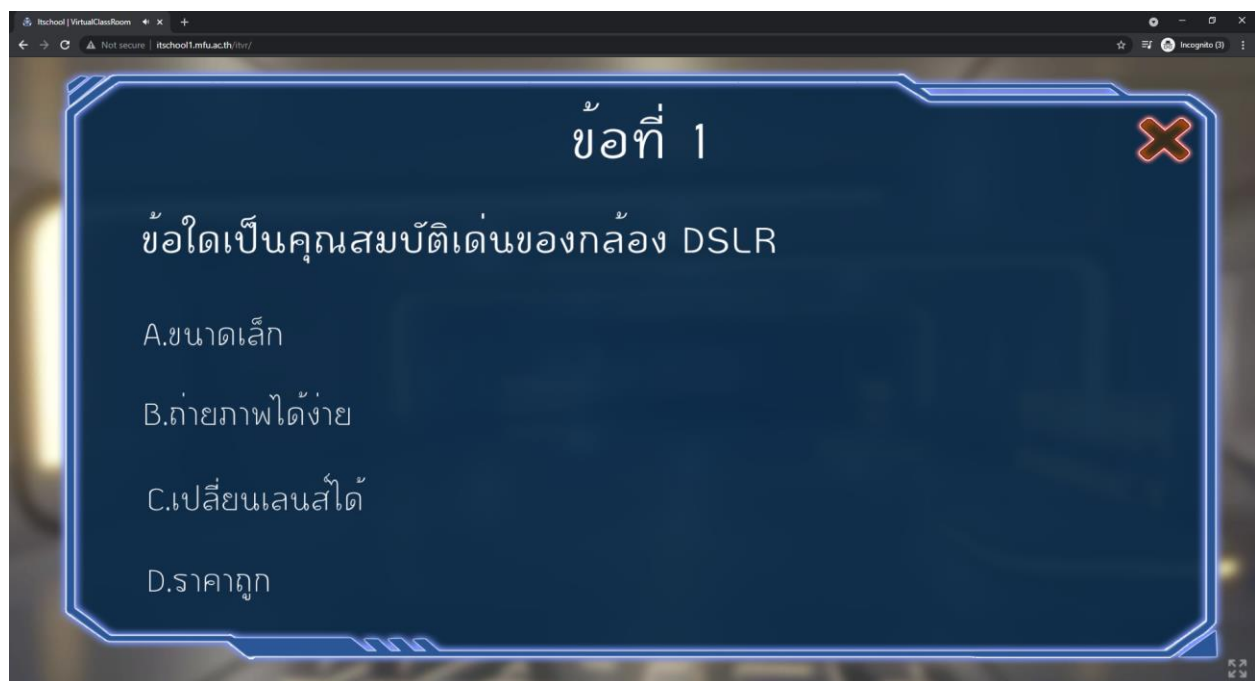 Itschool | VirtualClassRoom
Not secure | itschool1.mfu.ac.th/itvr/
Incognito (3)
ข้อที่ 1
ข้อใดเป็นคุณสมบัติเด่นของกล้อง DSLR
A.ขนาดเล็ก
B.ถ่ายภาพได้ง่าย
C.เปลี่ยนเลนส์ได้
D.ราคาถูก